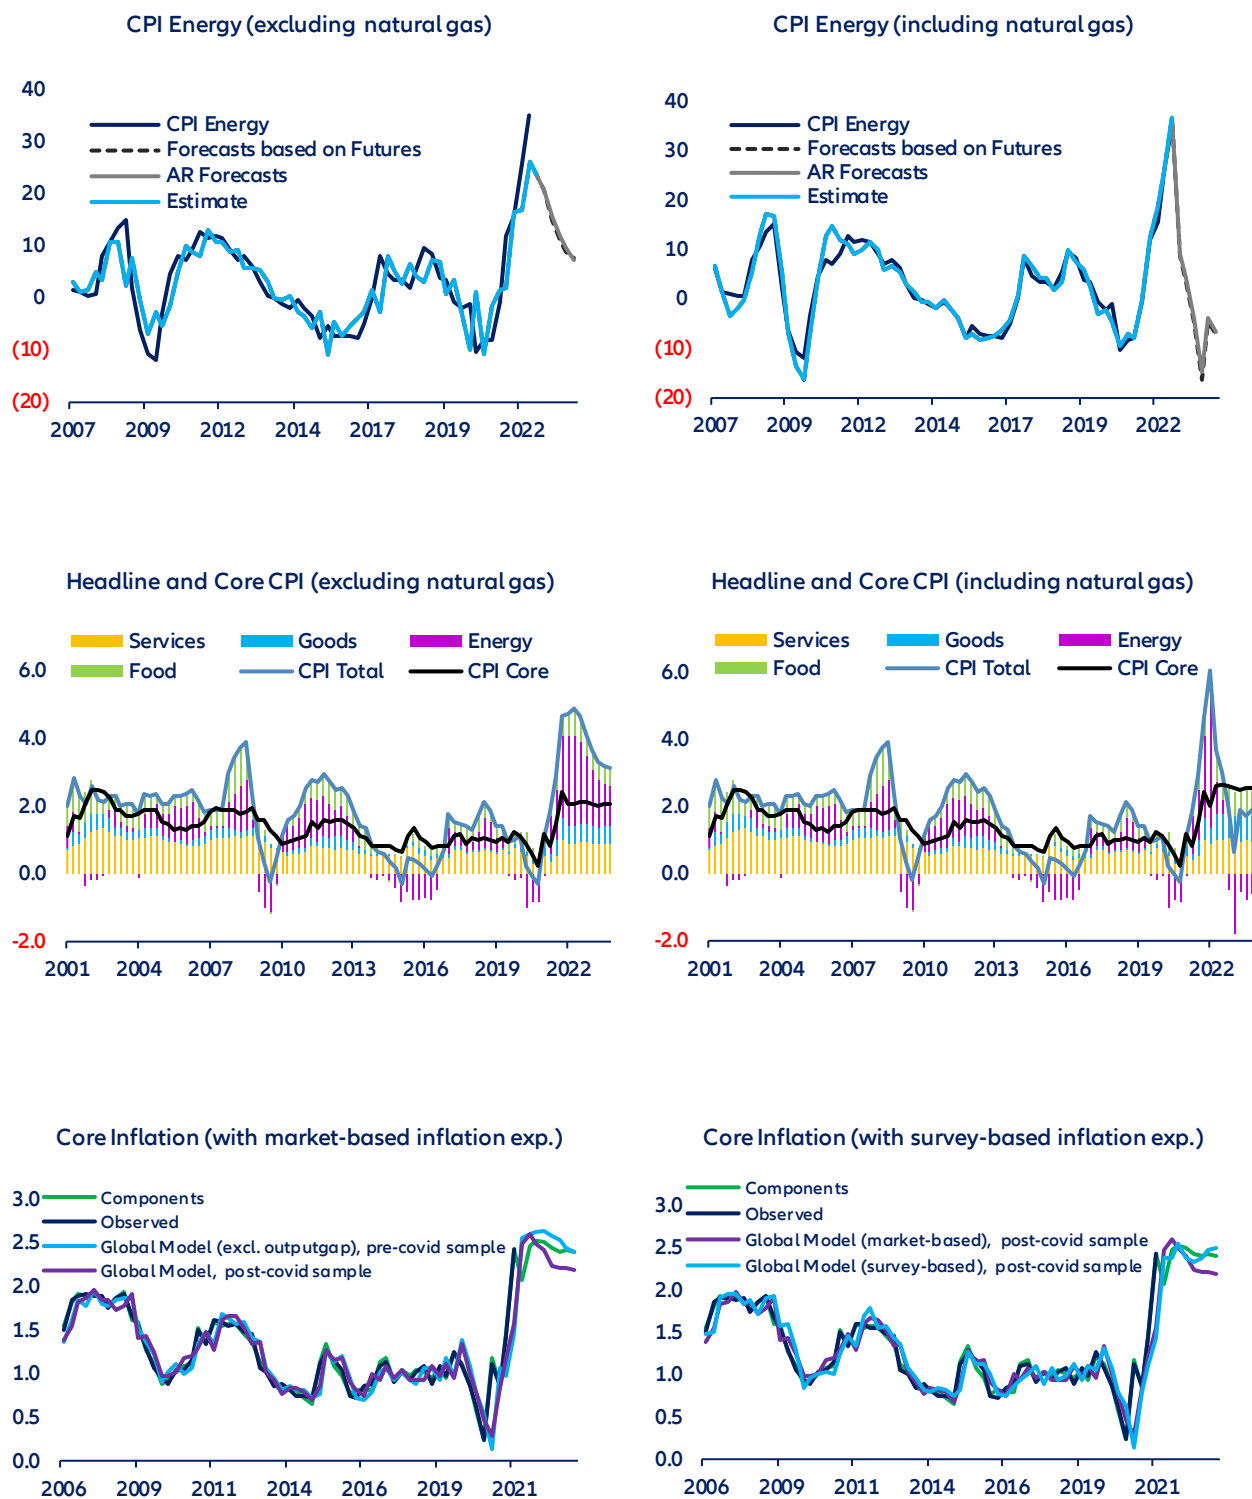 CPI Energy (excluding natural gas)
40
30
20
10
0
(10)
(20)
CPI Energy
Forecasts based on Futures
AR Forecasts
Estimate
2007 2009 2012 2014 2017 2019 2022
CPI Energy (including natural gas)
40
30
20
10
0
(10)
(20)
CPI Energy
Forecasts based on Futures
AR Forecasts
Estimate
2007 2009 2012 2014 2017 2019 2022
Headline and Core CPI (excluding natural gas)
Services Goods Energy
Food CPI Total CPI Core
6.0
4.0
2.0
0.0
-2.0
2001 2004 2007 2010 2013 2016 2019 2022
Headline and Core CPI (including natural gas)
Services Goods Energy
Food CPI Total CPI Core
6.0
4.0
2.0
0.0
-2.0
2001 2004 2007 2010 2013 2016 2019 2022
Core Inflation (with market-based inflation exp.)
3.0
2.5
2.0
1.5
1.0
0.5
0.0
Components
Observed
Global Model (excl. outputgap), pre-covid sample
Global Model, post-covid sample
2006 2009 2011 2014 2016 2019 2021
Core Inflation (with survey-based inflation exp.)
3.0
2.5
2.0
1.5
1.0
0.5
0.0
Components
Observed
Global Model (market-based), post-covid sample
Global Model (survey-based), post-covid sample
2006 2009 2011 2014 2016 2019 2021